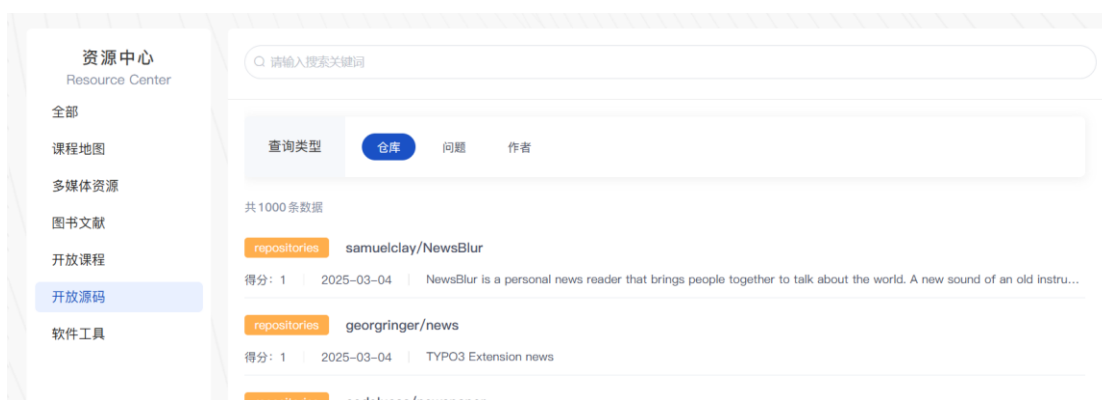 资源中心
Resource Center
全部
课程地图
多媒体资源
图书文献
开放课程
开放源码
软件工具
请输入搜索关键词
查询类型 仓库 问题 作者
共1000条数据
repositories samuelclay/NewsBlur
得分：1 2025-03-04 NewsBlur is a personal news reader that brings people together to talk about the world. A new sound of an old instru...
repositories georgringer/news
得分：1 2025-03-04 TYPO3 Extension news